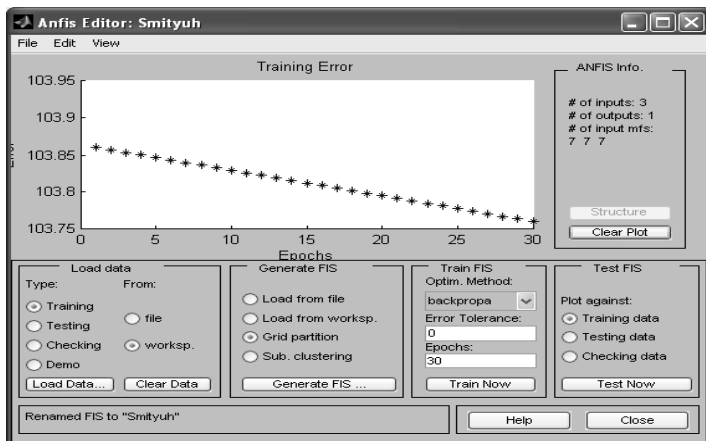 Anfis Editor: Smityuh
File Edit View
Training Error
103.95
103.9
103.85
103.8
103.75
Error
0 5 10 15 20 25 30
Epochs
ANFIS Info.
# of inputs: 3
# of outputs: 1
# of input mfs:
7 7 7
Structure
Clear Plot
Load data
Type: From:
Training
Testing
Checking
Demo
file
worksp.
Load Data... Clear Data
Generate FIS
Load from file
Load from worksp.
Grid partition
Sub. clustering
Generate FIS ...
Train FIS
Optim. Method:
backpropa
Error Tolerance:
0
Epochs:
30
Train Now
Test FIS
Plot against:
Training data
Testing data
Checking data
Test Now
Renamed FIS to "Smityuh"
Help Close